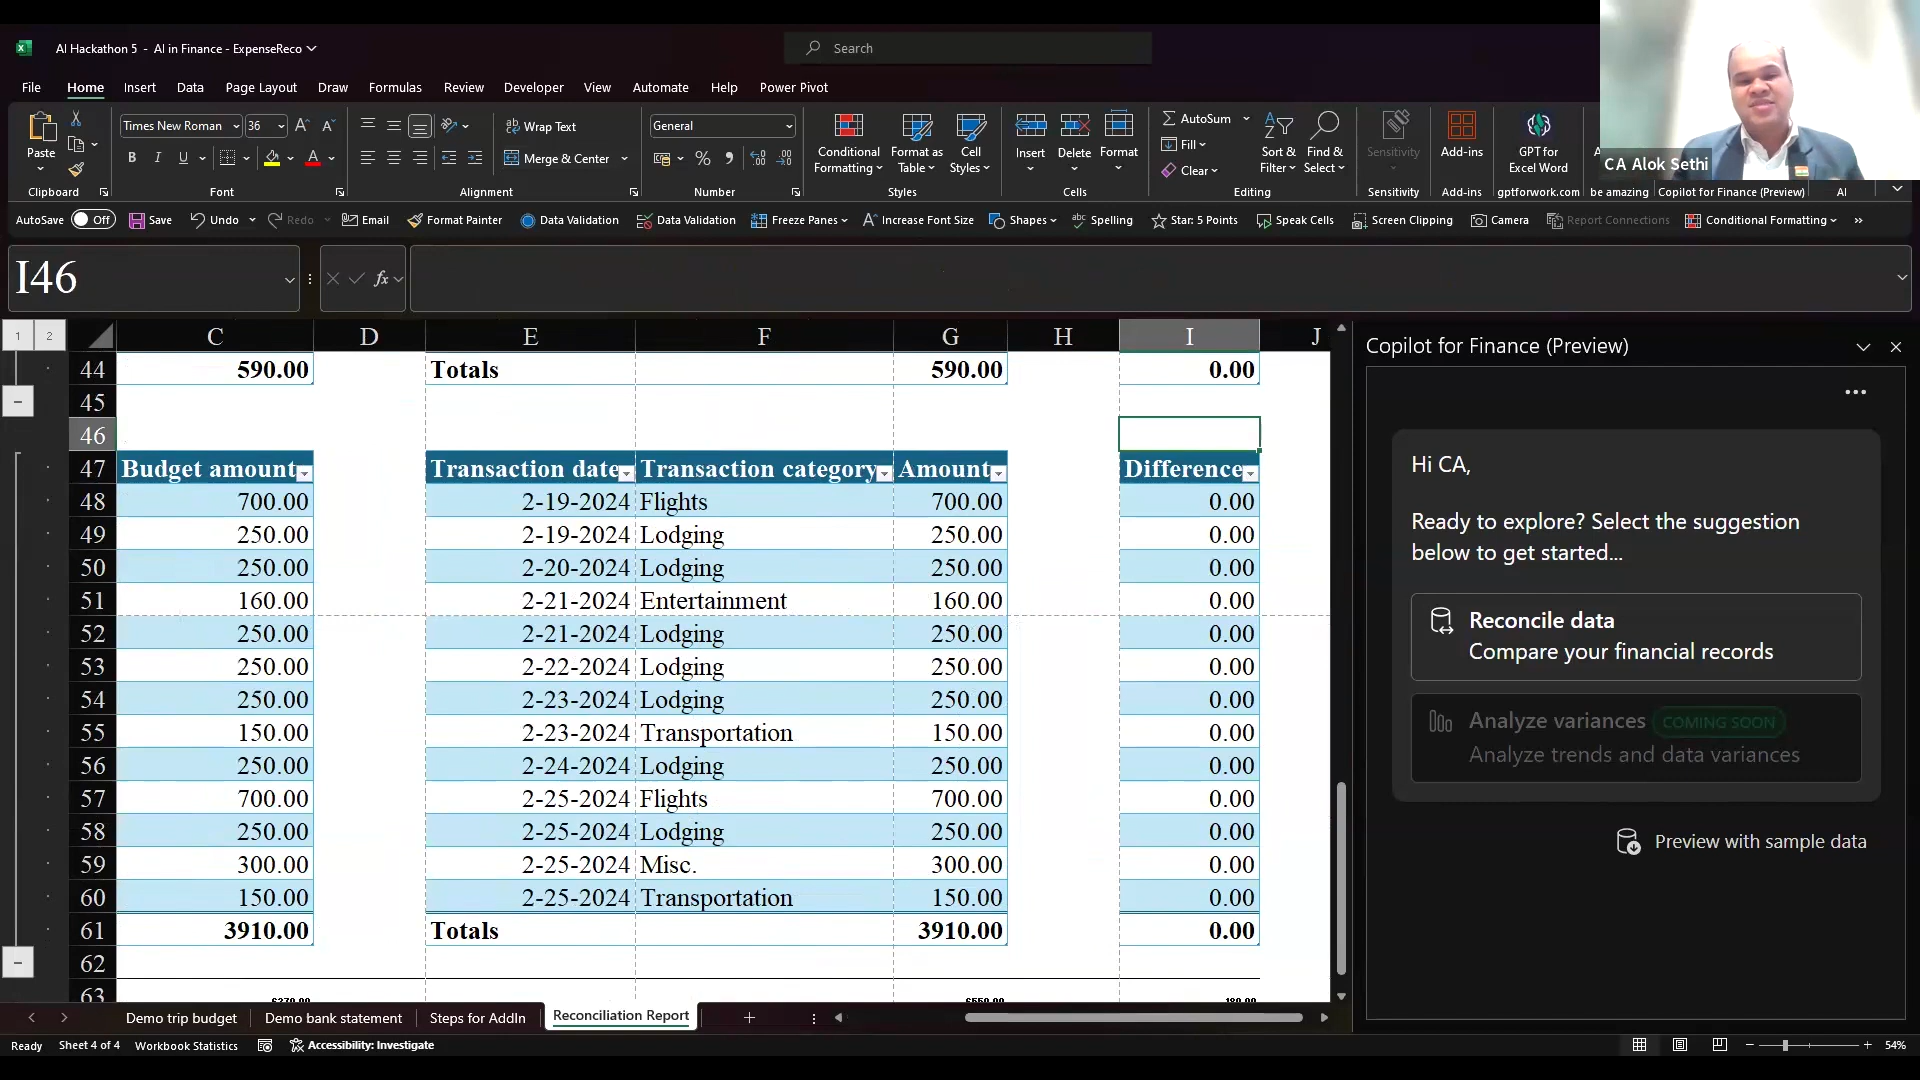 AI Hackathon 5 - AI in Finance - ExpenseReco
Search
File Home Insert Data Page Layout Draw Formulas Review Developer View Automate Help Power Pivot
Paste
Clipboard
Times New Roman 36
B I U
Font
Wrap Text
Merge & Center
Alignment
General
Number
Conditional Formatting
Format as Table
Cell Styles
Styles
Insert Delete Format
Cells
AutoSum
Fill
Clear
Sort & Filter
Find & Select
Editing
Sensitivity
Sensitivity
Add-ins
Add-ins
GPT for Excel Word
gptforwork.com
be amazing
Copilot for Finance (Preview)
AI
CA Alok Sethi
AutoSave Off Save Undo Redo Email Format Painter Data Validation Data Validation Freeze Panes Increase Font Size Shapes Spelling Star: 5 Points Speak Cells Screen Clipping Camera Report Connections Conditional Formatting
I46
fx
1 2
C D E F G H I J
44 590.00 Totals 590.00 0.00
45
46
47 Budget amount Transaction date Transaction category Amount Difference
48 700.00 2-19-2024 Flights 700.00 0.00
49 250.00 2-19-2024 Lodging 250.00 0.00
50 250.00 2-20-2024 Lodging 250.00 0.00
51 160.00 2-21-2024 Entertainment 160.00 0.00
52 250.00 2-21-2024 Lodging 250.00 0.00
53 250.00 2-22-2024 Lodging 250.00 0.00
54 250.00 2-23-2024 Lodging 250.00 0.00
55 150.00 2-23-2024 Transportation 150.00 0.00
56 250.00 2-24-2024 Lodging 250.00 0.00
57 700.00 2-25-2024 Flights 700.00 0.00
58 250.00 2-25-2024 Lodging 250.00 0.00
59 300.00 2-25-2024 Misc. 300.00 0.00
60 150.00 2-25-2024 Transportation 150.00 0.00
61 3910.00 Totals 3910.00 0.00
62
63
Copilot for Finance (Preview)
Hi CA,
Ready to explore? Select the suggestion
below to get started...
Reconcile data
Compare your financial records
Analyze variances COMING SOON
Analyze trends and data variances
Preview with sample data
Demo trip budget Demo bank statement Steps for AddIn Reconciliation Report
Ready Sheet 4 of 4 Workbook Statistics Accessibility: Investigate
54%